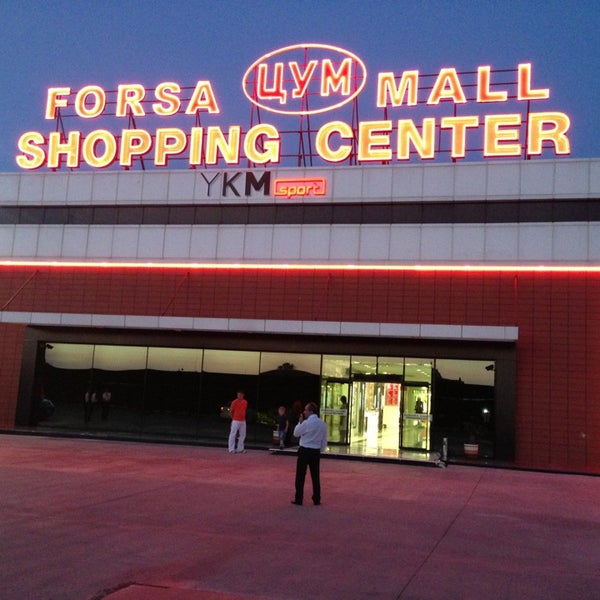 FORSA ЦУМ MALL
SHOPPING CENTER
YKM sport